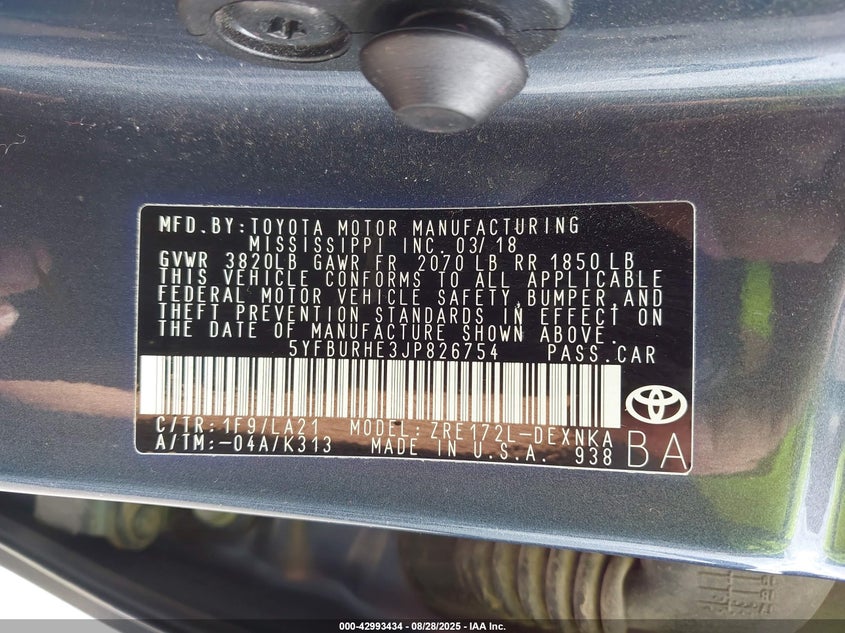 MFD.BY:TOYOTA MOTOR MANUFACTURING
MISSISSIPPI INC.03/18
GVWR 3820LB GAWR FR 2070 LB RR 1850 LB
THIS VEHICLE CONFORMS TO ALL APPLICABLE
FEDERAL MOTOR VEHICLE SAFETY,BUMPER,AND
THEFT PREVENTION STANDARDS IN EFFECT ON
THE DATE OF MANUFACTURE SHOWN ABOVE.
5YFBURHE3JP826754 PASS.CAR
C/TR:1F9/LA21 MODEL:ZRE172L-DEXNKA
A/TM:-04A/K313 MADE IN U.S.A. 938
BA
000-42993434 - 08/28/2025 - IAA Inc.